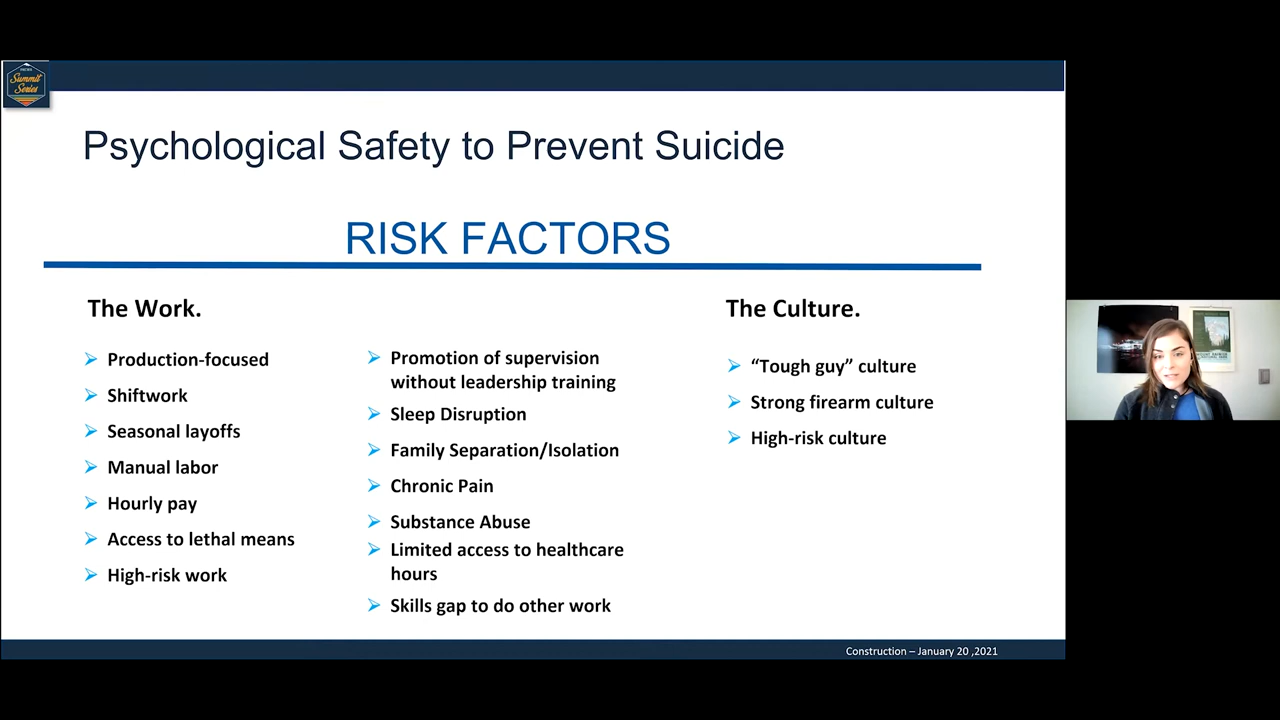 Summit
Series
Psychological Safety to Prevent Suicide
RISK FACTORS
The Work.
Production-focused
Shiftwork
Seasonal layoffs
Manual labor
Hourly pay
Access to lethal means
High-risk work
Promotion of supervision
without leadership training
Sleep Disruption
Family Separation/Isolation
Chronic Pain
Substance Abuse
Limited access to healthcare
hours
Skills gap to do other work
The Culture.
“Tough guy” culture
Strong firearm culture
High-risk culture
Construction – January 20 ,2021